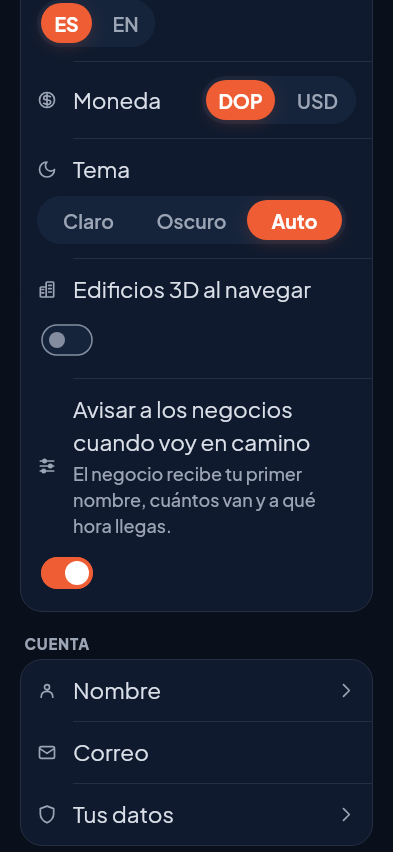 ES EN
Moneda DOP USD
Tema
Claro Oscuro Auto
Edificios 3D al navegar
Avisar a los negocios
cuando voy en camino
El negocio recibe tu primer
nombre, cuántos van y a qué
hora llegas.
CUENTA
Nombre
Correo
Tus datos